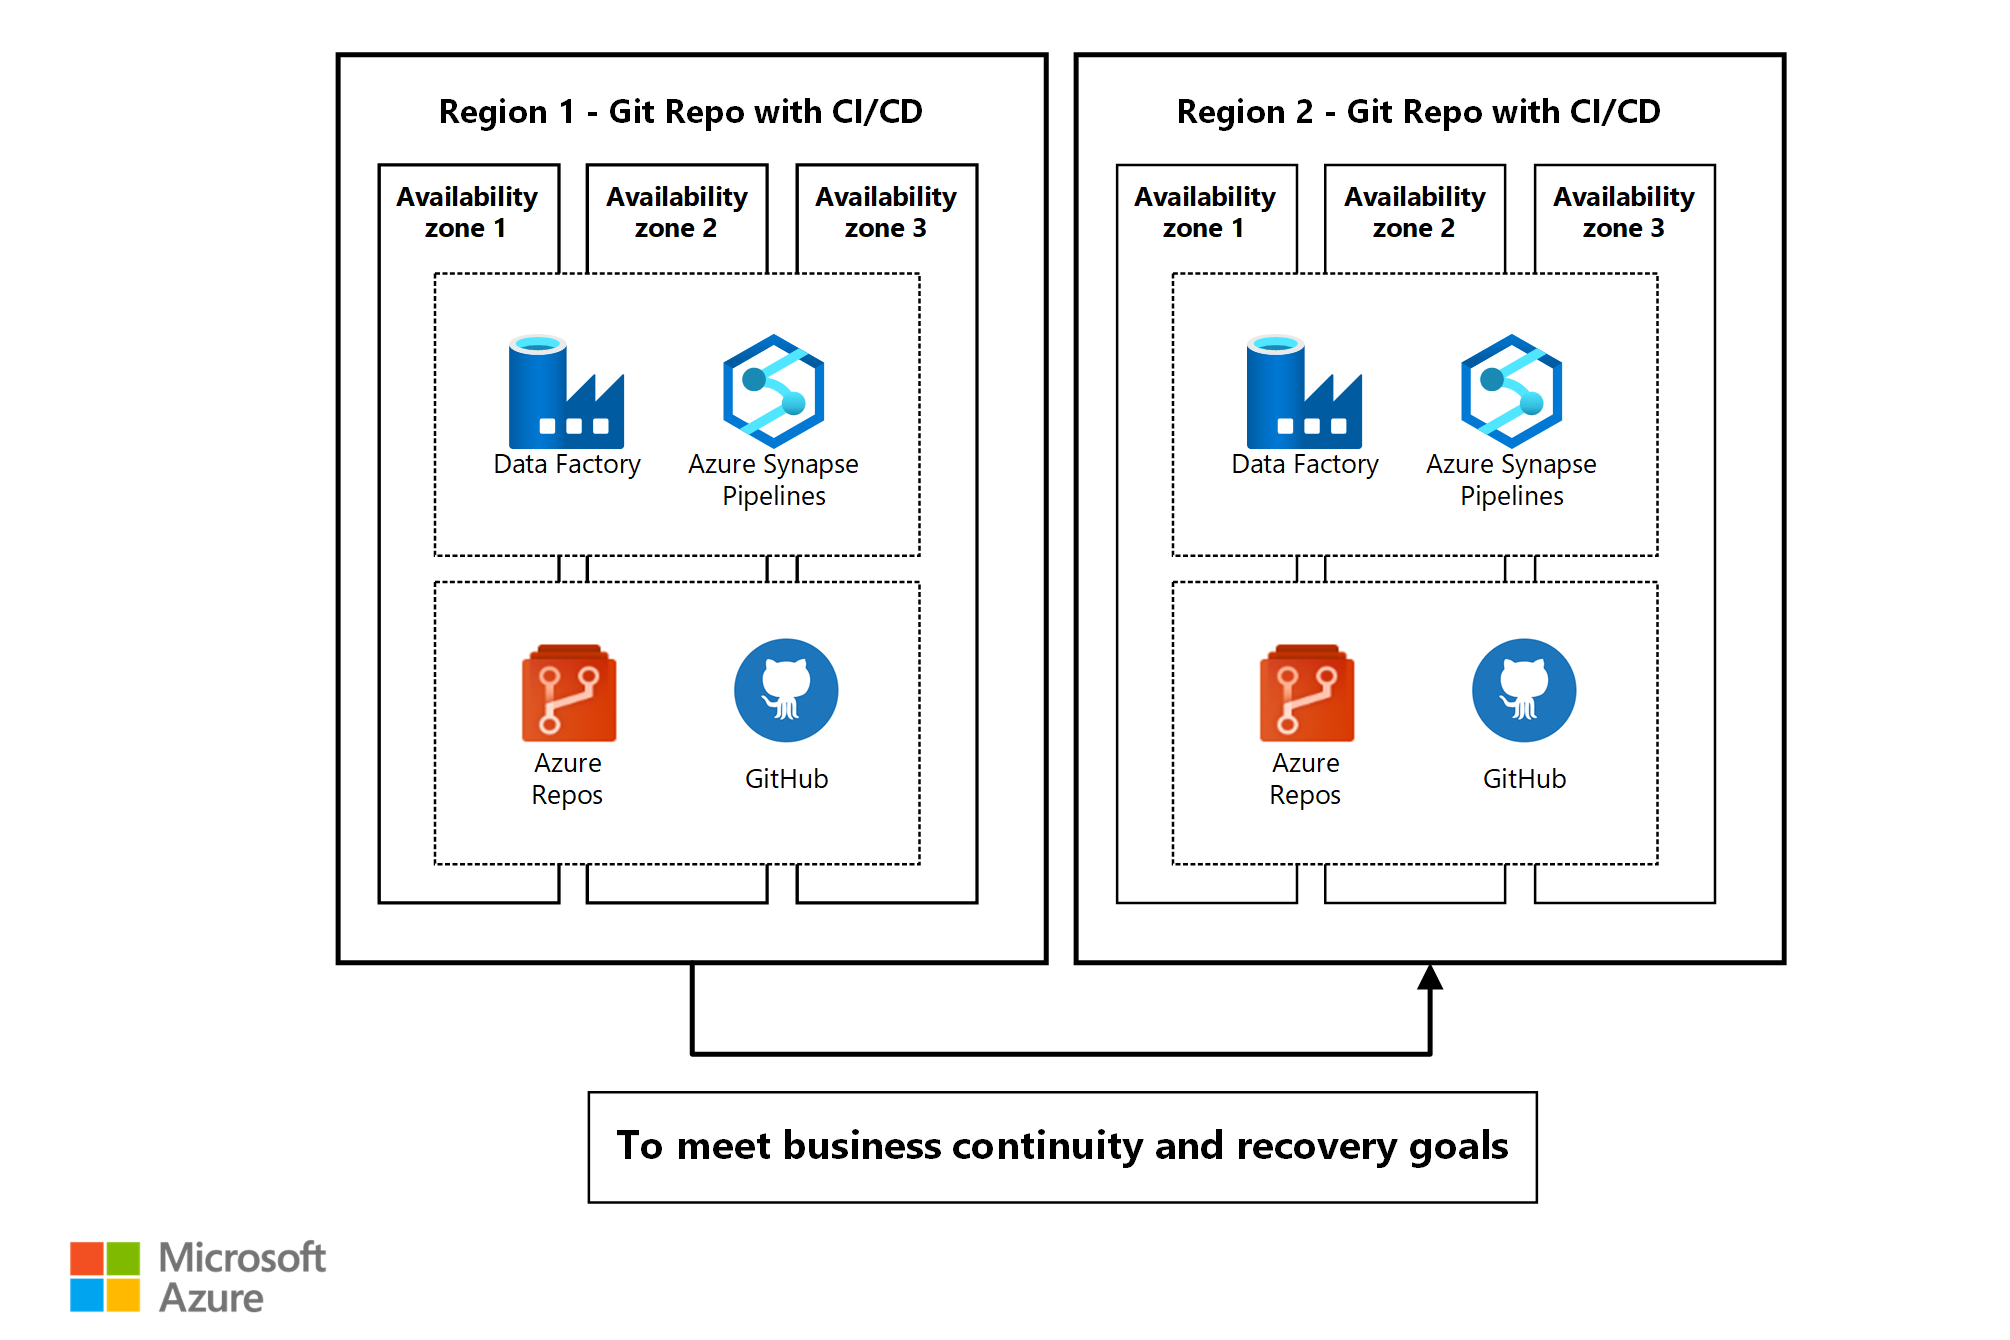 Region 1 - Git Repo with CI/CD
Availability
zone 1
Availability
zone 2
Availability
zone 3
Data Factory
Azure Synapse
Pipelines
Azure
Repos
GitHub
Region 2 - Git Repo with CI/CD
Availability
zone 1
Availability
zone 2
Availability
zone 3
Data Factory
Azure Synapse
Pipelines
Azure
Repos
GitHub
To meet business continuity and recovery goals
Microsoft
Azure